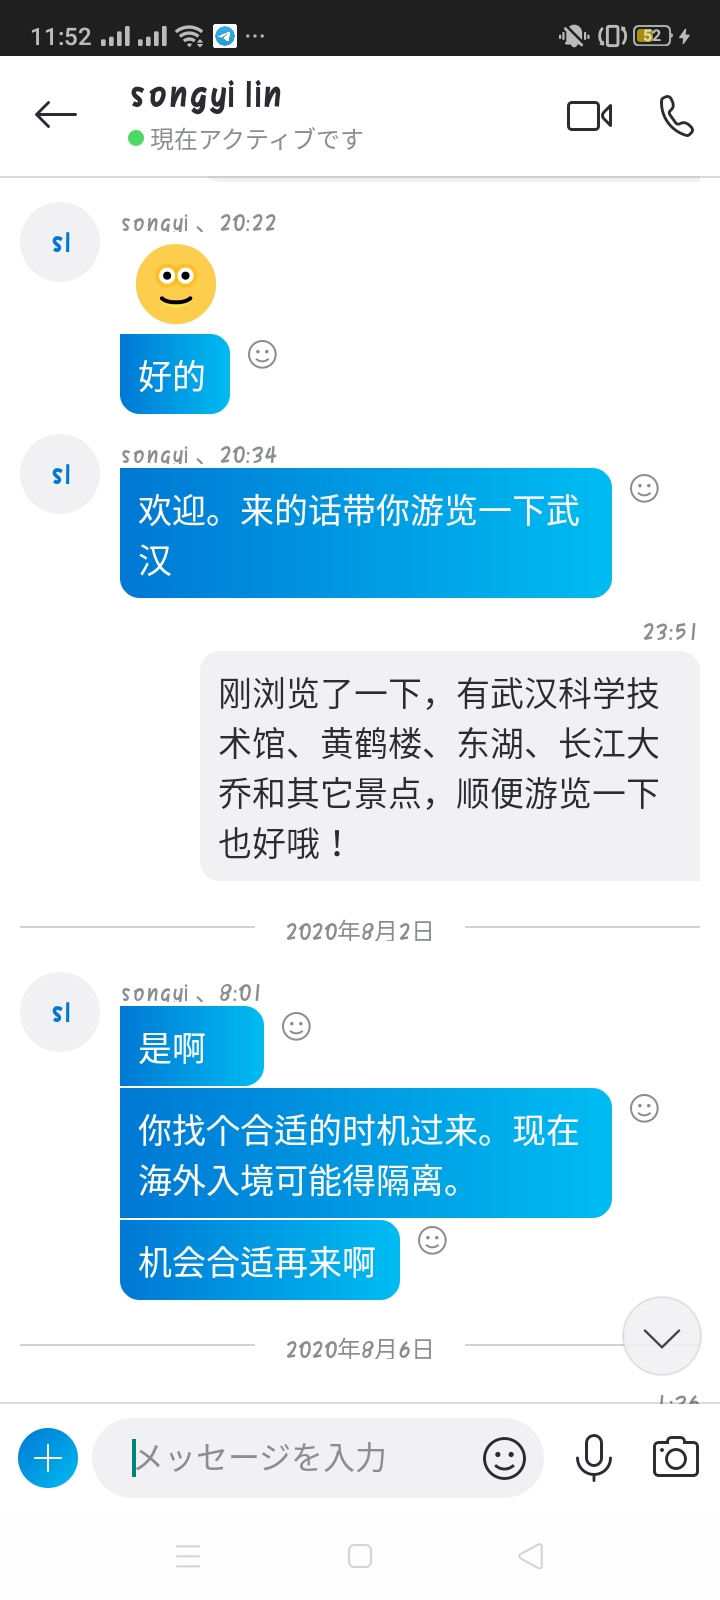 11:52
52
songyi lin
現在アクティブです
sl
songyi 、 20:22
好的
sl
songyi 、 20:34
欢迎。来的话带你游览一下武
汉
23:51
刚浏览了一下，有武汉科学技
术馆、黄鹤楼、东湖、长江大
乔和其它景点，顺便游览一下
也好哦！
2020年8月2日
sl
songyi 、 8:01
是啊
你找个合适的时机过来。现在
海外入境可能得隔离。
机会合适再来啊
2020年8月6日
メッセージを入力